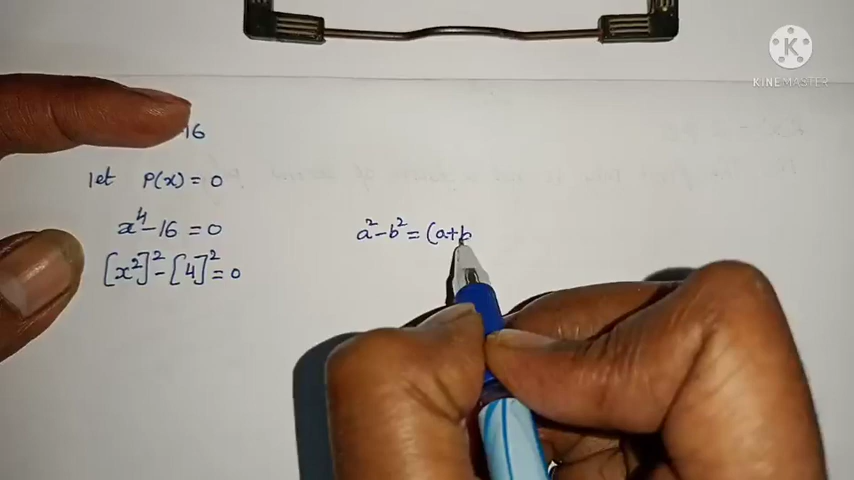 K
KINEMASTER
16
let P(x) = 0
x⁴-16 = 0
[x²]² - [4]² = 0
a² - b² = (a+b